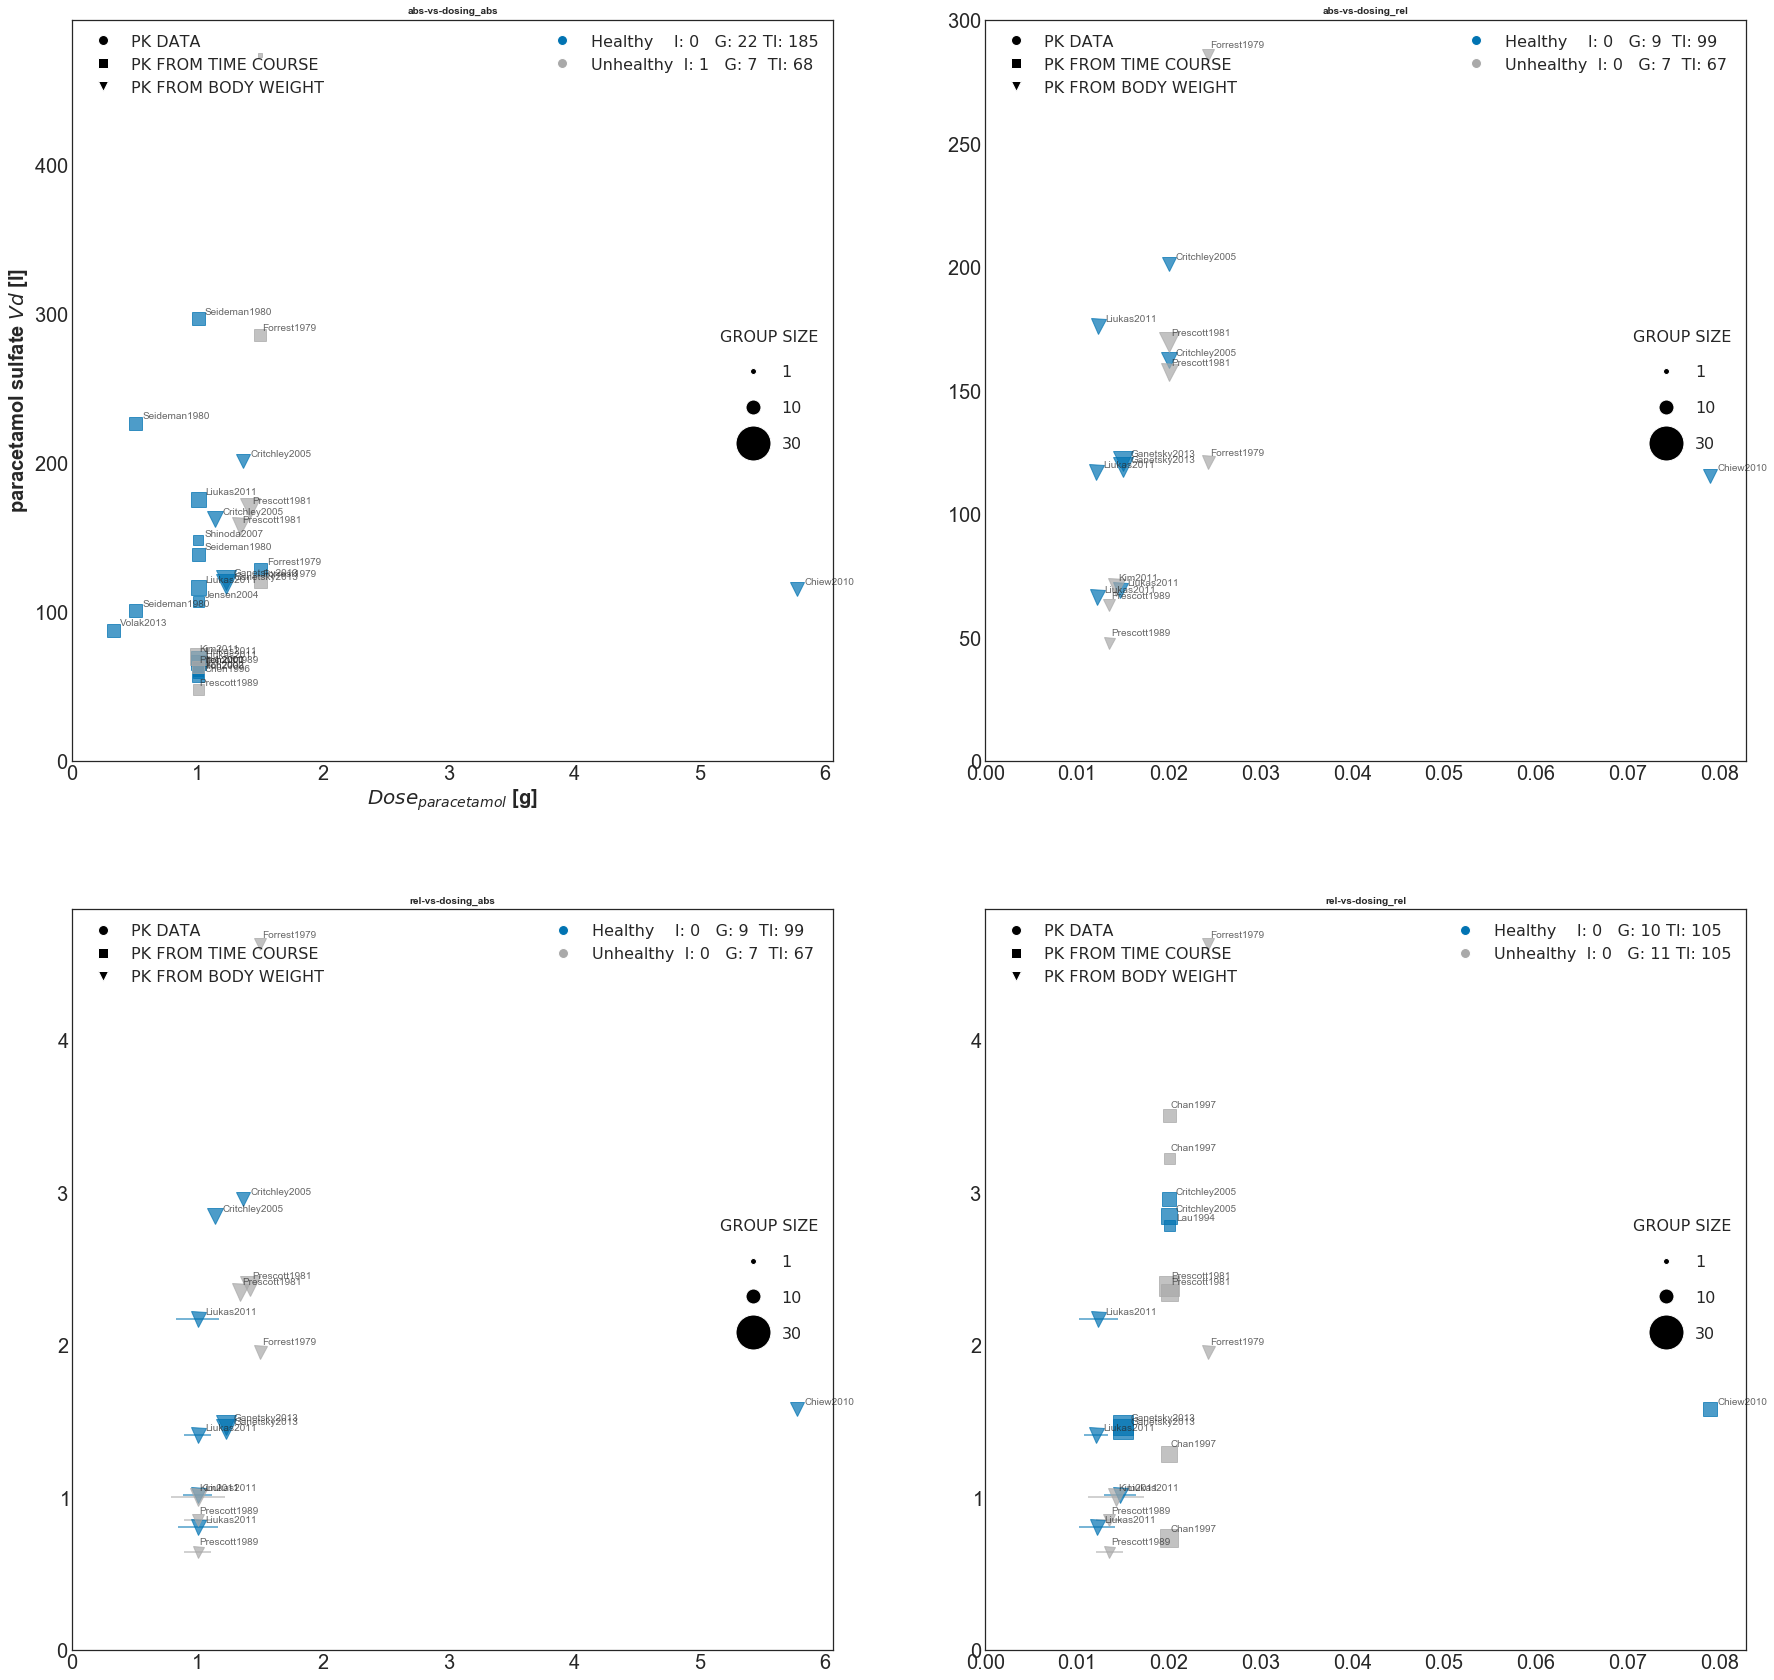 abs-vs-dosing_abs
PK DATA
PK FROM TIME COURSE
PK FROM BODY WEIGHT
Healthy I: 0 G: 22 TI: 185
Unhealthy I: 1 G: 7 TI: 68
paracetamol sulfate Vd [l]
400
300
200
100
0
Seideman1980
Forrest1979
Seideman1980
Critchley2005
Liukas2011
Prescott1981
Critchley2005
Prescott1981
Shinoda2007
Seideman1980
Forrest1979
Ganetsky2013
Forrest1979
Ganetsky2013
Liukas2011
Jensen2004
Seideman1980
Volak2013
Chiew2010
Kim2011
Liukas2011
Chen1996
Prescott1989
GROUP SIZE
1
10
30
0 1 2 3 4 5 6
Dose paracetamol [g]
abs-vs-dosing_rel
PK DATA
PK FROM TIME COURSE
PK FROM BODY WEIGHT
Healthy I: 0 G: 9 TI: 99
Unhealthy I: 0 G: 7 TI: 67
300
250
200
150
100
50
0
Forrest1979
Critchley2005
Liukas2011
Prescott1981
Critchley2005
Prescott1981
Ganetsky2013
Forrest1979
Ganetsky2013
Liukas2011
Chiew2010
Kim2011
Liukas2011
Liukas2011
Prescott1989
Prescott1989
GROUP SIZE
1
10
30
0.00 0.01 0.02 0.03 0.04 0.05 0.06 0.07 0.08
rel-vs-dosing_abs
PK DATA
PK FROM TIME COURSE
PK FROM BODY WEIGHT
Healthy I: 0 G: 9 TI: 99
Unhealthy I: 0 G: 7 TI: 67
4
3
2
1
0
Forrest1979
Critchley2005
Critchley2005
Prescott1981
Prescott1981
Liukas2011
Forrest1979
Chiew2010
Ganetsky2013
Ganetsky2013
Liukas2011
Kim2011
Liukas2011
Prescott1989
Liukas2011
Prescott1989
GROUP SIZE
1
10
30
0 1 2 3 4 5 6
rel-vs-dosing_rel
PK DATA
PK FROM TIME COURSE
PK FROM BODY WEIGHT
Healthy I: 0 G: 10 TI: 105
Unhealthy I: 0 G: 11 TI: 105
4
3
2
1
0
Forrest1979
Chan1997
Chan1997
Critchley2005
Critchley2005
Lau1994
Prescott1981
Prescott1981
Liukas2011
Forrest1979
Chiew2010
Ganetsky2013
Ganetsky2013
Liukas2011
Chan1997
Kim2011
Liukas2011
Prescott1989
Liukas2011
Chan1997
Prescott1989
GROUP SIZE
1
10
30
0.00 0.01 0.02 0.03 0.04 0.05 0.06 0.07 0.08